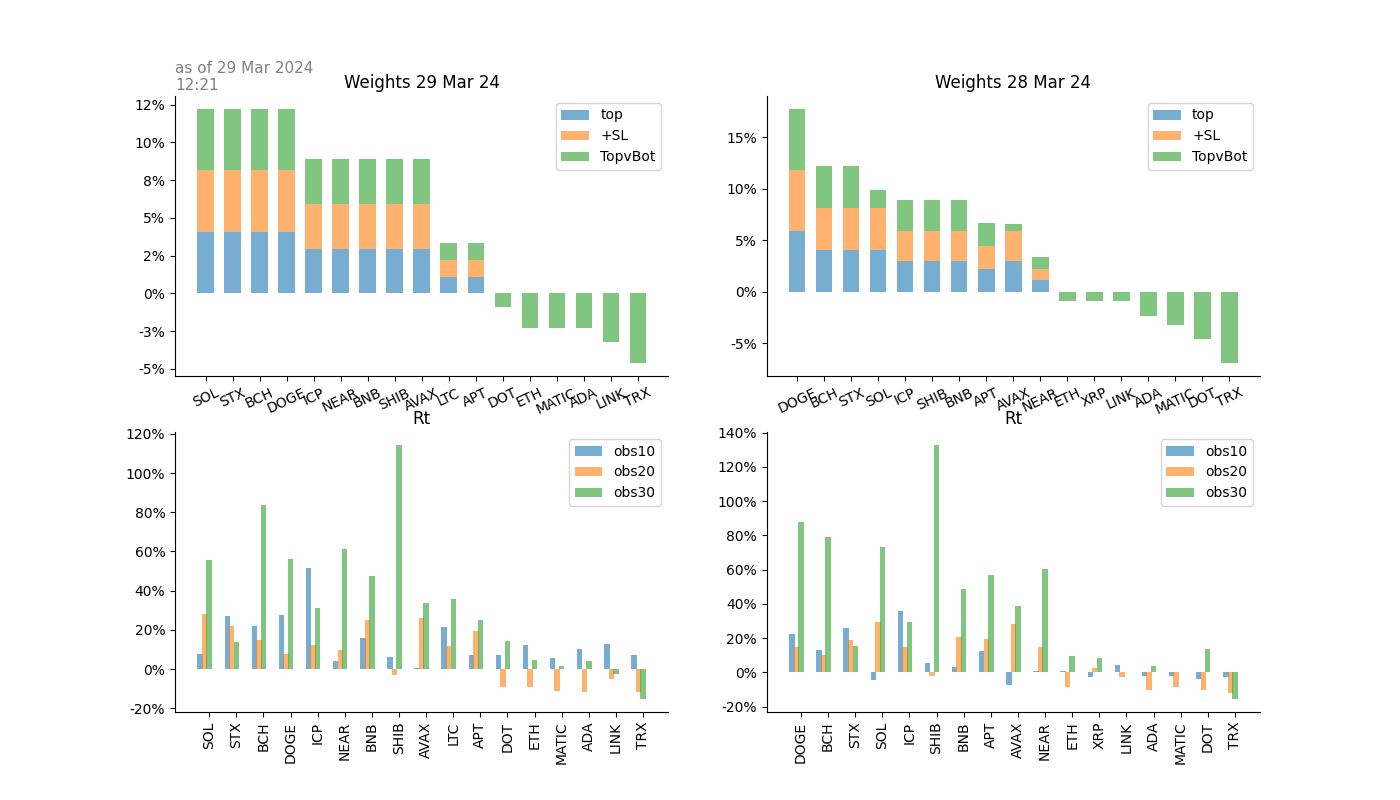 as of 29 Mar 2024
12:21
Weights 29 Mar 24
12%
10%
8%
5%
2%
0%
-3%
-5%
top
+SL
TopvBot
SOL STX BCH DOGE ICP NEAR BNB SHIB AVAX LTC APT DOT ETH MATIC ADA LINK TRX
Weights 28 Mar 24
15%
10%
5%
0%
-5%
top
+SL
TopvBot
DOGE BCH STX SOL ICP SHIB BNB APT AVAX NEAR ETH XRP LINK ADA MATIC DOT TRX
Rt
120%
100%
80%
60%
40%
20%
0%
-20%
obs10
obs20
obs30
SOL STX BCH DOGE ICP NEAR BNB SHIB AVAX LTC APT DOT ETH MATIC ADA LINK TRX
Rt
140%
120%
100%
80%
60%
40%
20%
0%
-20%
obs10
obs20
obs30
DOGE BCH STX SOL ICP SHIB BNB APT AVAX NEAR ETH XRP LINK ADA MATIC DOT TRX